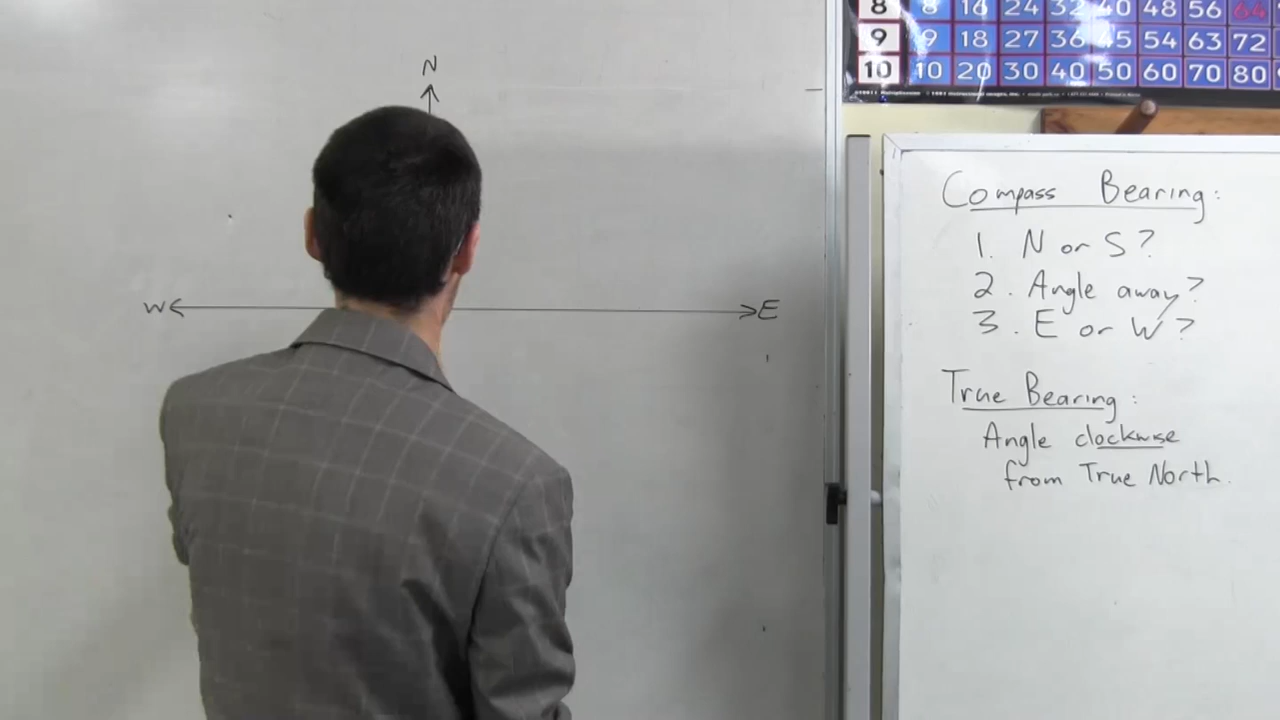 N
W
E
8 8 16 24 32 40 48 56 64
9 9 18 27 36 45 54 63 72
10 10 20 30 40 50 60 70 80
Compass Bearing:
1. N or S?
2. Angle away?
3. E or W?
True Bearing:
Angle clockwise
from True North.